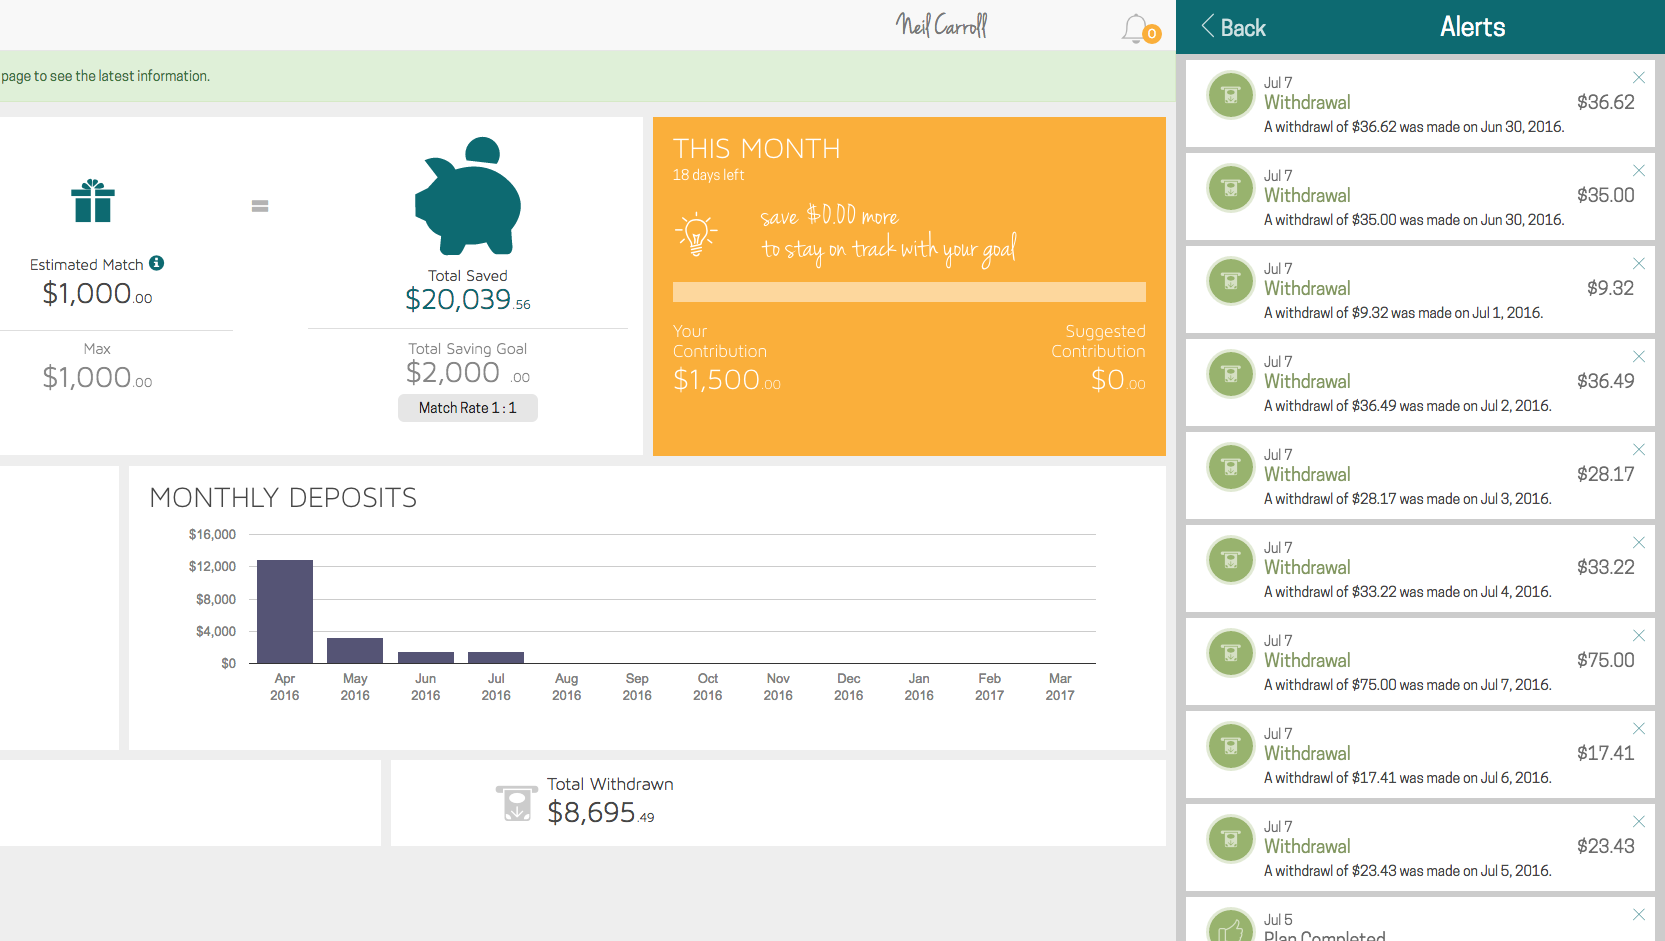 Neil Carroll
0
page to see the latest information.
Estimated Match i
$1,000.00
Max
$1,000.00
=
Total Saved
$20,039.56
Total Saving Goal
$2,000 .00
Match Rate 1 : 1
THIS MONTH
18 days left
save $0.00 more
to stay on track with your goal
Your
Contribution
$1,500.00
Suggested
Contribution
$0.00
MONTHLY DEPOSITS
$16,000
$12,000
$8,000
$4,000
$0
Apr May Jun Jul Aug Sep Oct Nov Dec Jan Feb Mar
2016 2016 2016 2016 2016 2016 2016 2016 2016 2016 2017 2017
Total Withdrawn
$8,695.49
Back
Alerts
Jul 7
Withdrawal
$36.62
A withdrawl of $36.62 was made on Jun 30, 2016.
Jul 7
Withdrawal
$35.00
A withdrawl of $35.00 was made on Jun 30, 2016.
Jul 7
Withdrawal
$9.32
A withdrawl of $9.32 was made on Jul 1, 2016.
Jul 7
Withdrawal
$36.49
A withdrawl of $36.49 was made on Jul 2, 2016.
Jul 7
Withdrawal
$28.17
A withdrawl of $28.17 was made on Jul 3, 2016.
Jul 7
Withdrawal
$33.22
A withdrawl of $33.22 was made on Jul 4, 2016.
Jul 7
Withdrawal
$75.00
A withdrawl of $75.00 was made on Jul 7, 2016.
Jul 7
Withdrawal
$17.41
A withdrawl of $17.41 was made on Jul 6, 2016.
Jul 7
Withdrawal
$23.43
A withdrawl of $23.43 was made on Jul 5, 2016.
Jul 5
Plan Completed